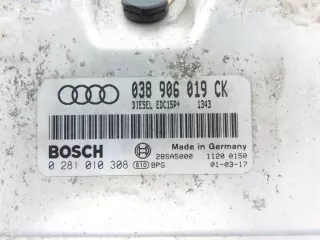 038 906 019 CK
DIESEL EDC15P+ 1343
BOSCH
Made in Germany
28SA5000 1120 0150
0 281 010 308 810 BPG 01-03-17